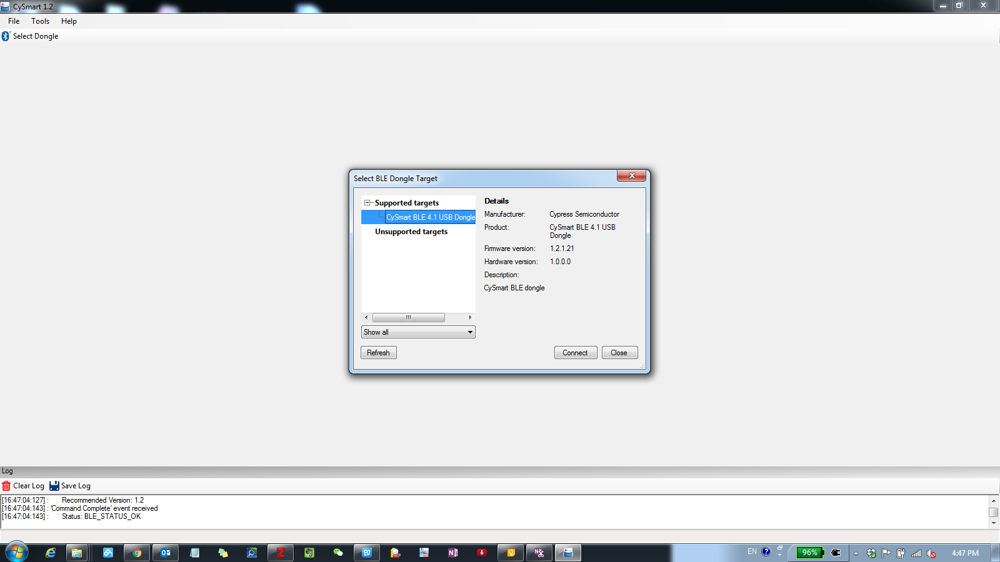 CySmart 1.2
File Tools Help
Select Dongle
Select BLE Dongle Target
Supported targets
CySmart BLE 4.1 USB Dongle
Unsupported targets
Show all
Refresh
Details
Manufacturer: Cypress Semiconductor
Product: CySmart BLE 4.1 USB
Dongle
Firmware version: 1.2.1.21
Hardware version: 1.0.0.0
Description:
CySmart BLE dongle
Connect Close
Log
Clear Log Save Log
[16:47:04:127] : Recommended Version: 1.2
[16:47:04:143] : 'Command Complete' event received
[16:47:04:143] : Status: BLE_STATUS_OK
EN 96% 4:47 PM